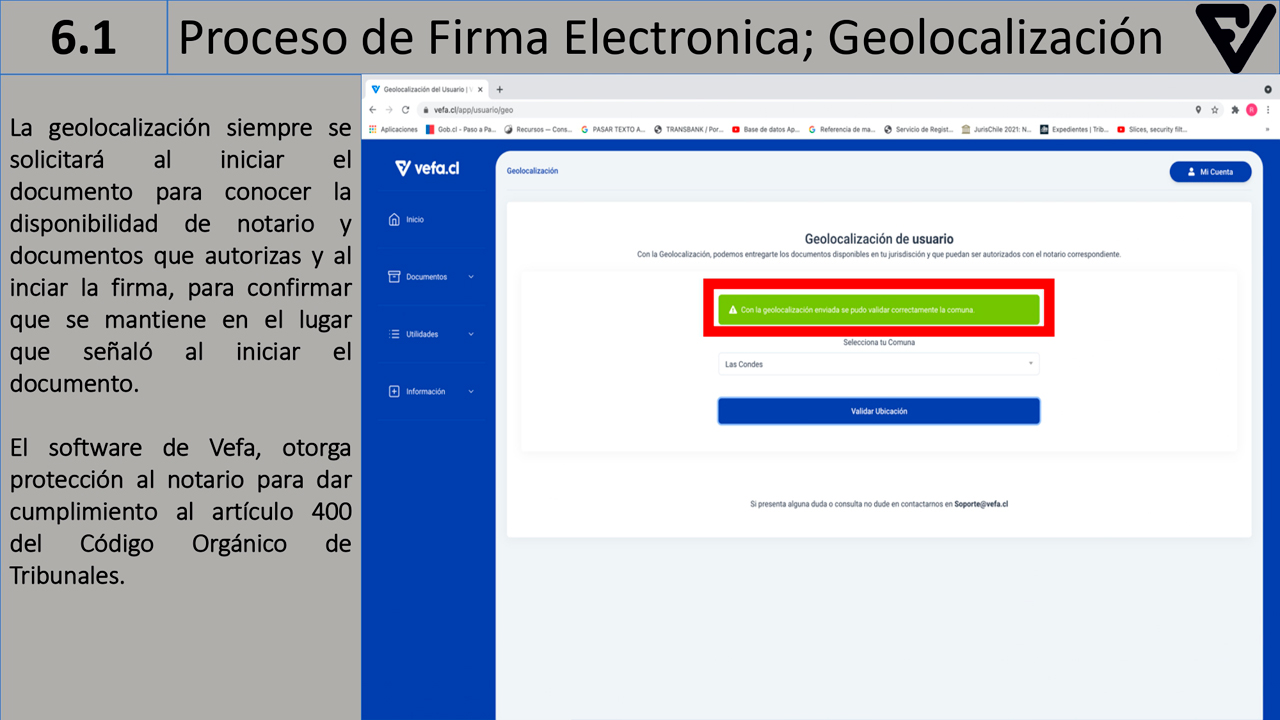 6.1
Proceso de Firma Electronica; Geolocalización
La geolocalización siempre se
solicitará al iniciar el
documento para conocer la
disponibilidad de notario y
documentos que autorizas y al
inciar la firma, para confirmar
que se mantiene en el lugar
que señaló al iniciar el
documento.
El software de Vefa, otorga
protección al notario para dar
cumplimiento al artículo 400
del Código Orgánico de
Tribunales.
Geolocalización del Usuario | V
vefa.cl/app/usuario/geo
R
Aplicaciones Gob.cl - Paso a Pa... Recursos — Cons... PASAR TEXTO A... TRANSBANK / Por... Base de datos Ap... Referencia de ma... Servicio de Regist... JurisChile 2021: N... Expedientes | Trib... Slices, security filt... »
vefa.cl
Inicio
Documentos
Utilidades
Información
Geolocalización
Mi Cuenta
Geolocalización de usuario
Con la Geolocalización, podemos entregarte los documentos disponibles en tu jurisdición y que puedan ser autorizados con el notario correspondiente.
Con la geolocalización enviada se pudo validar correctamente la comuna.
Selecciona tu Comuna
Las Condes
Validar Ubicación
Si presenta alguna duda o consulta no dude en contactarnos en Soporte@vefa.cl